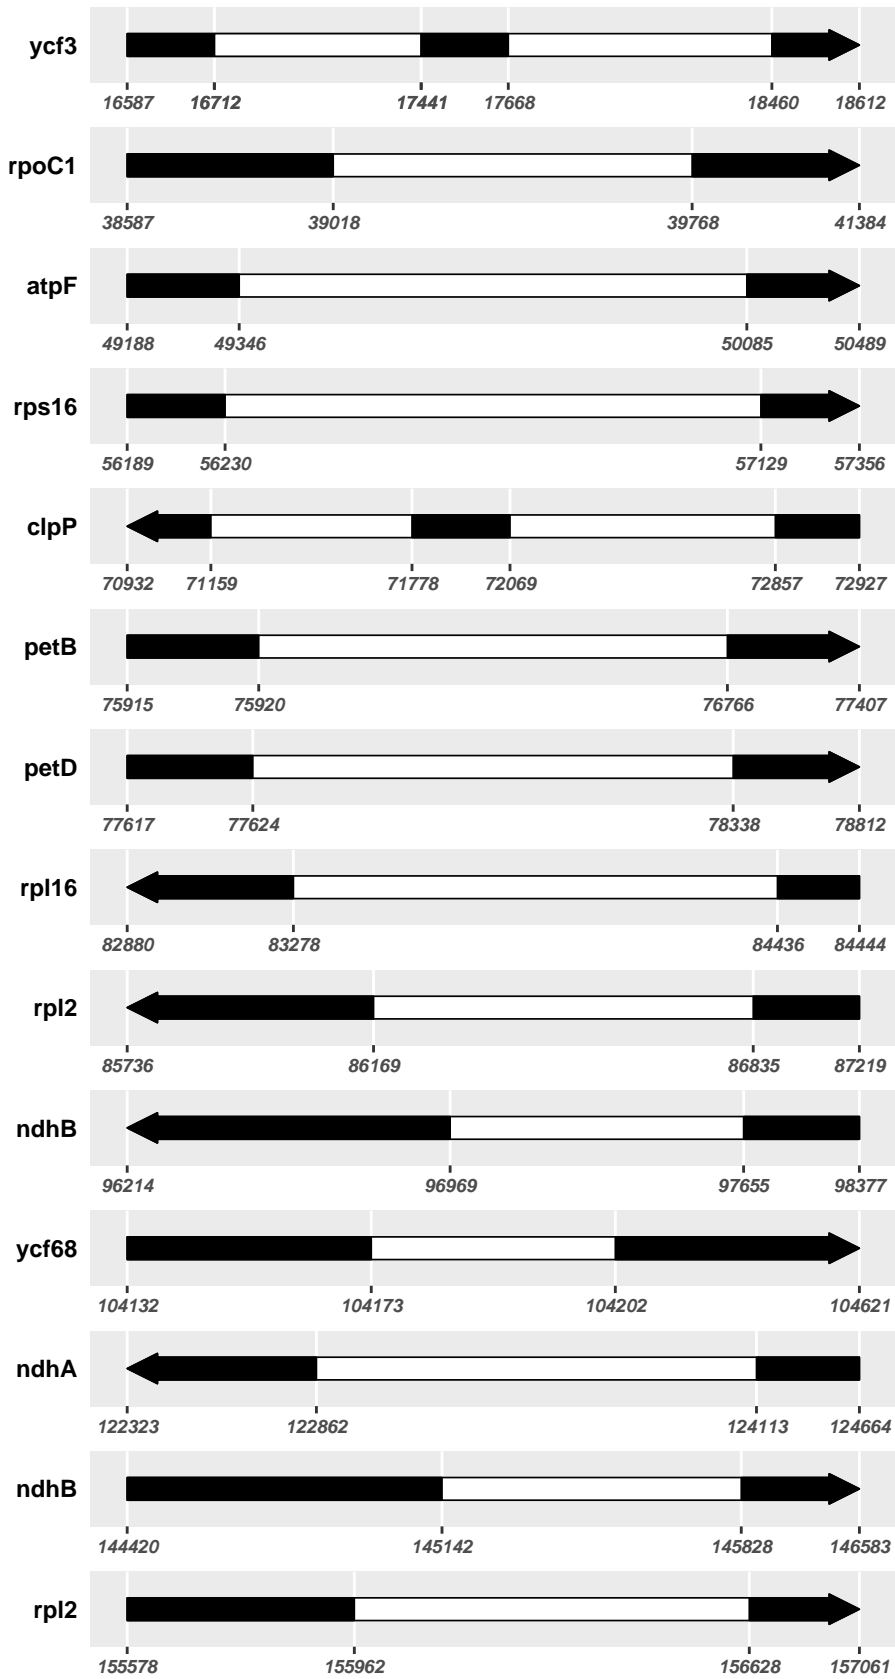 ycf3
16587 16712 17441 17668 18460 18612
rpoC1
38587 39018 39768 41384
atpF
49188 49346 50085 50489
rps16
56189 56230 57129 57356
clpP
70932 71159 71778 72069 72857 72927
petB
75915 75920 76766 77407
petD
77617 77624 78338 78812
rpl16
82880 83278 84436 84444
rpl2
85736 86169 86835 87219
ndhB
96214 96969 97655 98377
ycf68
104132 104173 104202 104621
ndhA
122323 122862 124113 124664
ndhB
144420 145142 145828 146583
rpl2
155578 155962 156628 157061